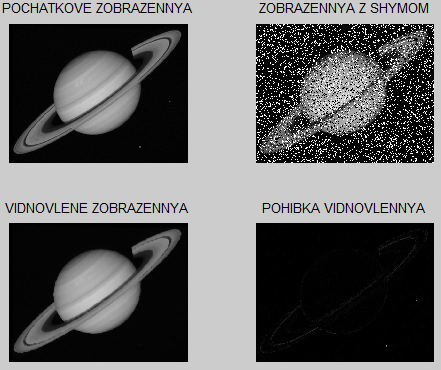 POCHATKOVE ZOBRAZENNYA
ZOBRAZENNYA Z SHYMOM
VIDNOVLENE ZOBRAZENNYA
POHIBKA VIDNOVLENNYA